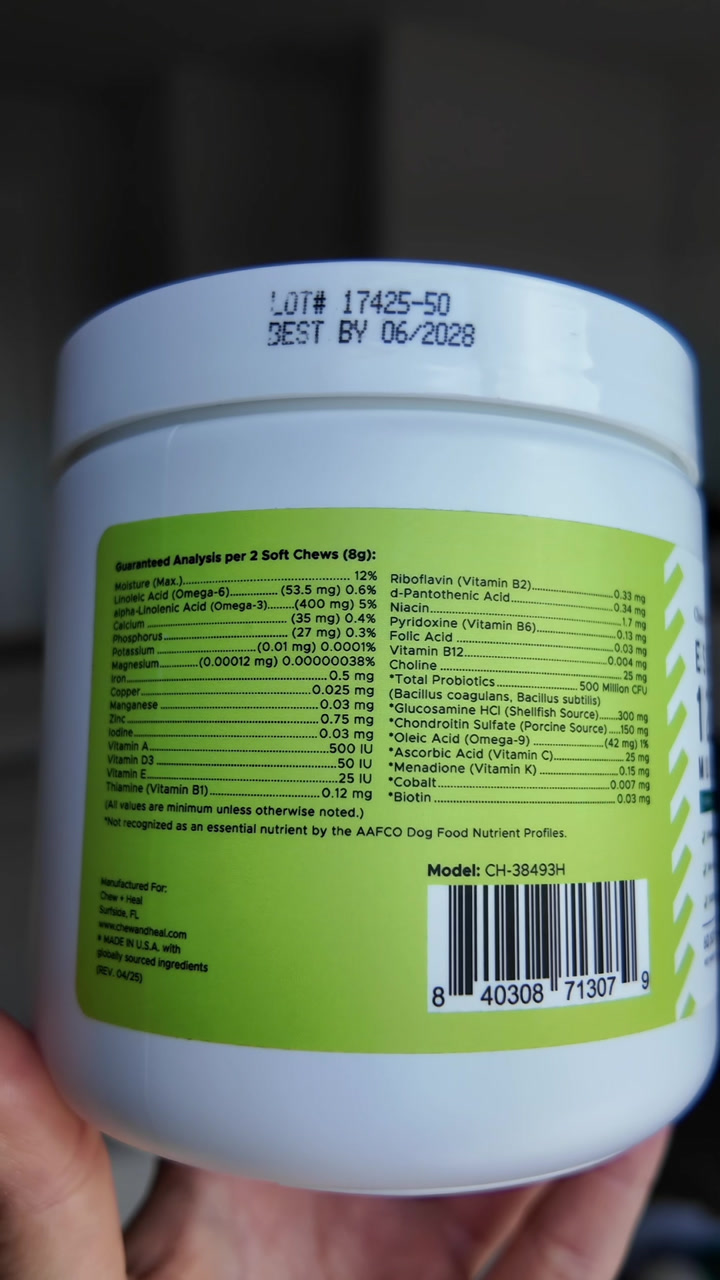 LOT# 17425-50
BEST BY 06/2028
Guaranteed Analysis per 2 Soft Chews (8g):
Moisture (Max.)........ 12%
Linoleic Acid (Omega-6)........ (53.5 mg) 0.6%
alpha-Linolenic Acid (Omega-3)........(400 mg) 5%
Calcium ........ (35 mg) 0.4%
Phosphorus........ (27 mg) 0.3%
Potassium ........(0.01 mg) 0.0001%
Magnesium........(0.00012 mg) 0.00000038%
Iron........0.5 mg
Copper........0.025 mg
Manganese ........0.03 mg
Zinc........0.75 mg
Iodine........0.03 mg
Vitamin A........500 IU
Vitamin D3 ........50 IU
Vitamin E........25 IU
Thiamine (Vitamin B1)........0.12 mg
(All values are minimum unless otherwise noted.)
*Not recognized as an essential nutrient by the AAFCO Dog Food Nutrient Profiles.
Riboflavin (Vitamin B2)........0.33 mg
d-Pantothenic Acid........0.34 mg
Niacin........1.7 mg
Pyridoxine (Vitamin B6)........0.13 mg
Folic Acid ........0.03 mg
Vitamin B12........0.004 mg
Choline ........25 mg
*Total Probiotics ........500 Million CFU
(Bacillus coagulans, Bacillus subtilis)
*Glucosamine HCl (Shellfish Source)........300 mg
*Chondroitin Sulfate (Porcine Source)........150 mg
*Oleic Acid (Omega-9) ........(42 mg) 1%
*Ascorbic Acid (Vitamin C)........25 mg
*Menadione (Vitamin K) ........0.15 mg
*Cobalt........0.007 mg
*Biotin ........0.03 mg
Manufactured For:
Chew + Heal
Surfside, FL
www.chewandheal.com
* MADE IN U.S.A. with
globally sourced ingredients
(REV. 04/25)
Model: CH-38493H
8 40308 71307 9